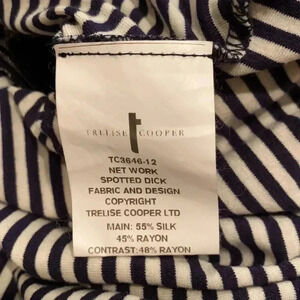 t
TRELISE COOPER
TC3646-12
NET WORK
SPOTTED DICK
FABRIC AND DESIGN
COPYRIGHT
TRELISE COOPER LTD
MAIN: 55% SILK
45% RAYON
CONTRAST: 48% RAYON